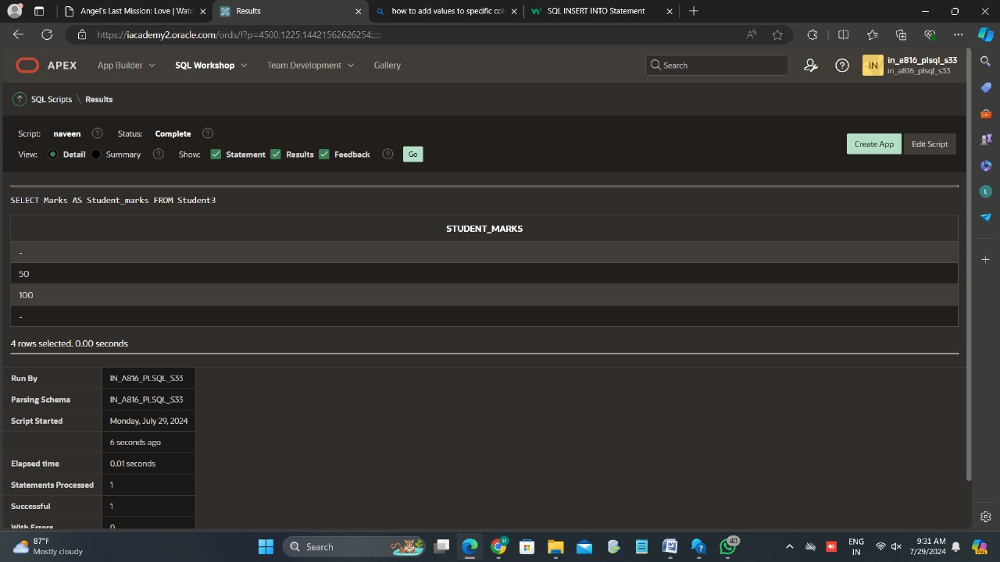 Angel's Last Mission: Love | Watc
Results
how to add values to specific col
SQL INSERT INTO Statement
https://iacademy2.oracle.com/ords/f?p=4500:1225:14421562626254:::::
APEX
App Builder
SQL Workshop
Team Development
Gallery
Search
IN
in_a816_plsql_s33
in_a816_plsql_s33
SQL Scripts \ Results
Script: naveen ? Status: Complete ?
View: Detail Summary ? Show: Statement Results Feedback ? Go
Create App
Edit Script
SELECT Marks AS Student_marks FROM Student3
STUDENT_MARKS
-
50
100
-
4 rows selected. 0.00 seconds
Run By IN_A816_PLSQL_S33
Parsing Schema IN_A816_PLSQL_S33
Script Started Monday, July 29, 2024
6 seconds ago
Elapsed time 0.01 seconds
Statements Processed 1
Successful 1
With Errors 0
L
87°F
Mostly cloudy
Search
H
40
ENG
IN
9:31 AM
7/29/2024
PRE